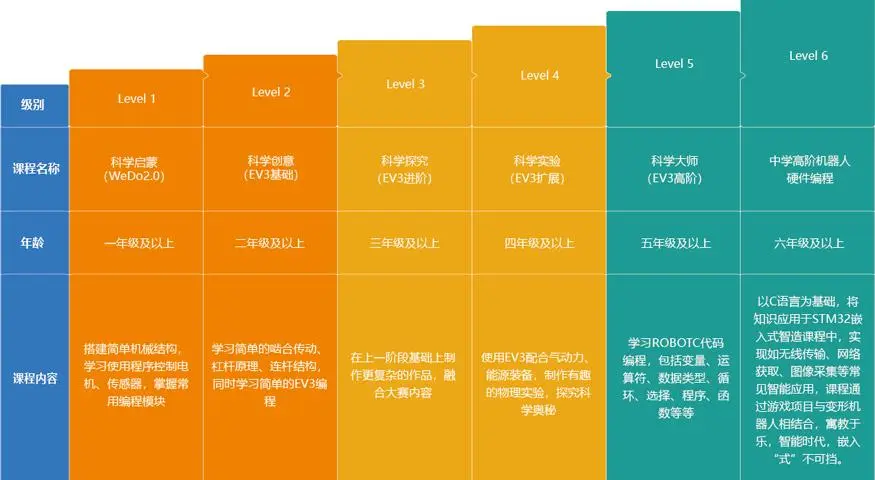 级别
Level 1
Level 2
Level 3
Level 4
Level 5
Level 6
课程名称
科学启蒙
（WeDo2.0）
科学创意
（EV3基础）
科学探究
（EV3进阶）
科学实验
（EV3扩展）
科学大师
（EV3高阶）
中学高阶机器人
硬件编程
年龄
一年级及以上
二年级及以上
三年级及以上
四年级及以上
五年级及以上
六年级及以上
课程内容
搭建简单机械结构，
学习使用程序控制电
机、传感器，掌握常
用编程模块
学习简单的啮合传动、
杠杆原理、连杆结构，
同时学习简单的EV3编
程
在上一阶段基础上制
作更复杂的作品，融
合大赛内容
使用EV3配合气动力、
能源装备，制作有趣
的物理实验，探究科
学奥秘
学习ROBOTC代码
编程，包括变量、运
算符、数据类型、循
环、选择、程序、函
数等等
以C语言为基础，将
知识应用于STM32嵌
入式智造课程中，实
现如无线传输、网络
获取、图像采集等常
见智能应用，课程通
过游戏项目与变形机
器人相结合，寓教于
乐，智能时代，嵌入
“式”不可挡。